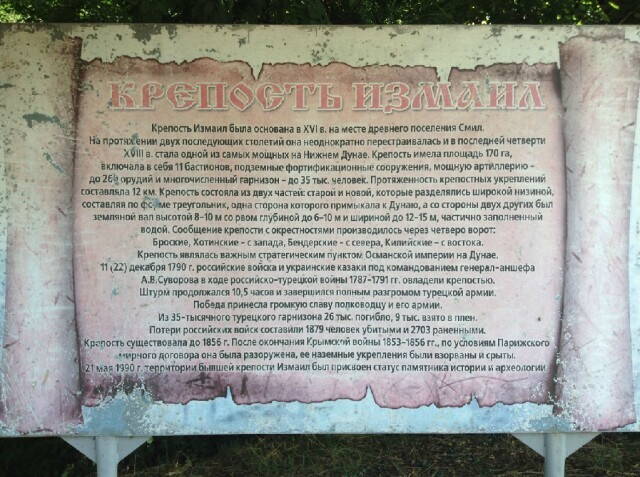 КРЕПОСТЬ ИЗМАИЛ
Крепость Измаил была основана в XVI в. на месте древнего поселения Смил.
На протяжении двух последующих столетий она неоднократно перестраивалась и в последней четверти
XVIII в. стала одной из самых мощных на Нижнем Дунае. Крепость имела площадь 170 га,
включала в себя 11 бастионов, подземные фортификационные сооружения, мощную артиллерию –
до 26 орудий и многочисленный гарнизон – до 35 тыс. человек. Протяженность крепостных укреплений
составляла 12 км. Крепость состояла из двух частей: старой и новой, которые разделялись широкой низиной,
составляя по форме треугольник, одна сторона которого примыкала к Дунаю, а со стороны двух других был
земляной вал высотой 8-10 м со рвом глубиной до 6-10 м и шириной до 12-15 м, частично заполненный
водой. Сообщение крепости с окрестностями производилось через четверо ворот:
Броские, Хотинские – с запада, Бендерские – с севера, Килийские – с востока.
Крепость являлась важным стратегическим пунктом Османской империи на Дунае.
11 (22) декабря 1790 г. российские войска и украинские казаки под командованием генерал-аншефа
А.В.Суворова в ходе российско-турецкой войны 1787-1791 гг. овладели крепостью.
Штурм продолжался 10,5 часов и завершился полным разгромом турецкой армии.
Победа принесла громкую славу полководцу и его армии.
Из 35-тысячного турецкого гарнизона 26 тыс. погибло, 9 тыс. взято в плен.
Потери российских войск составили 1879 человек убитыми и 2703 ранеными.
Крепость существовала до 1856 г. После окончания Крымской войны 1853-1856 гг., по условиям Парижского
мирного договора она была разоружена, ее наземные укрепления были взорваны и срыты.
21 мая 1990 г. территории бывшей крепости Измаил был присвоен статус памятника истории и археологии